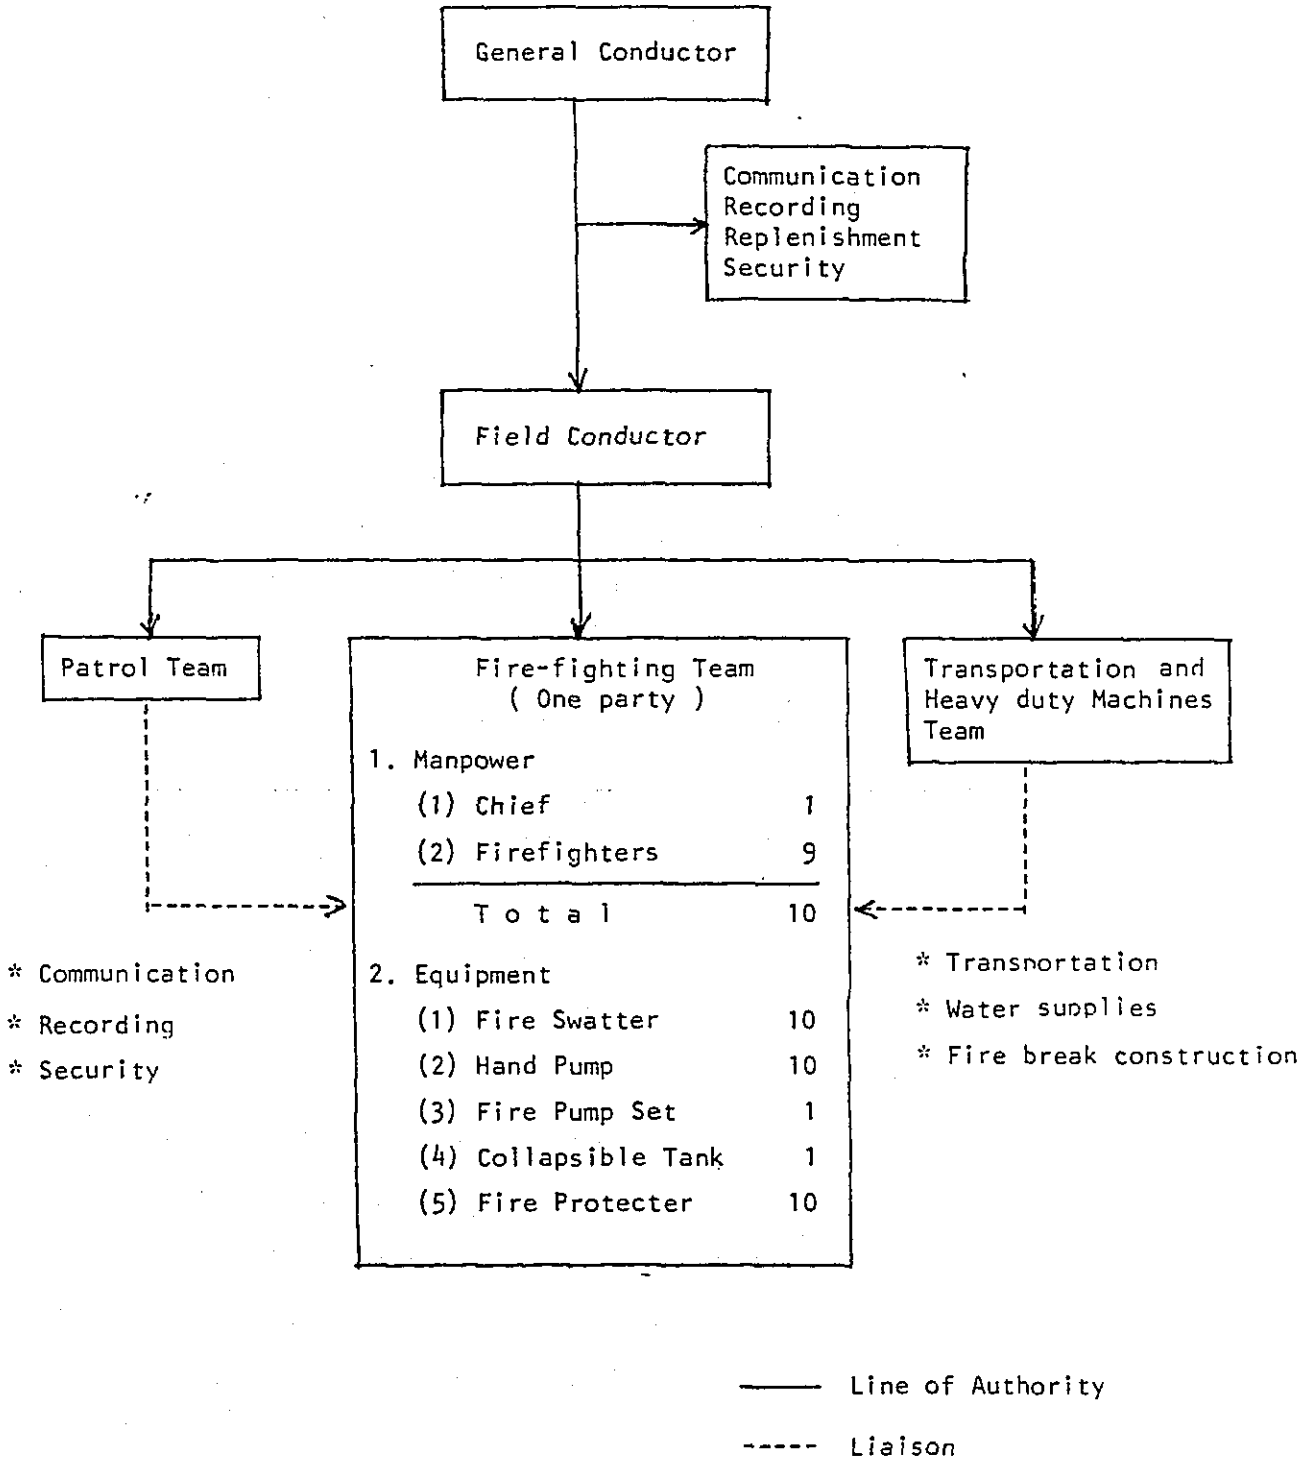 General Conductor
Communication
Recording
Replenishment
Security
Field Conductor
Patrol Team
Fire-fighting Team
( One party )
1. Manpower
(1) Chief 1
(2) Firefighters 9
T o t a l 10
2. Equipment
(1) Fire Swatter 10
(2) Hand Pump 10
(3) Fire Pump Set 1
(4) Collapsible Tank 1
(5) Fire Protecter 10
Transportation and
Heavy duty Machines
Team
* Communication
* Recording
* Security
* Transportation
* Water supplies
* Fire break construction
Line of Authority
Liaison